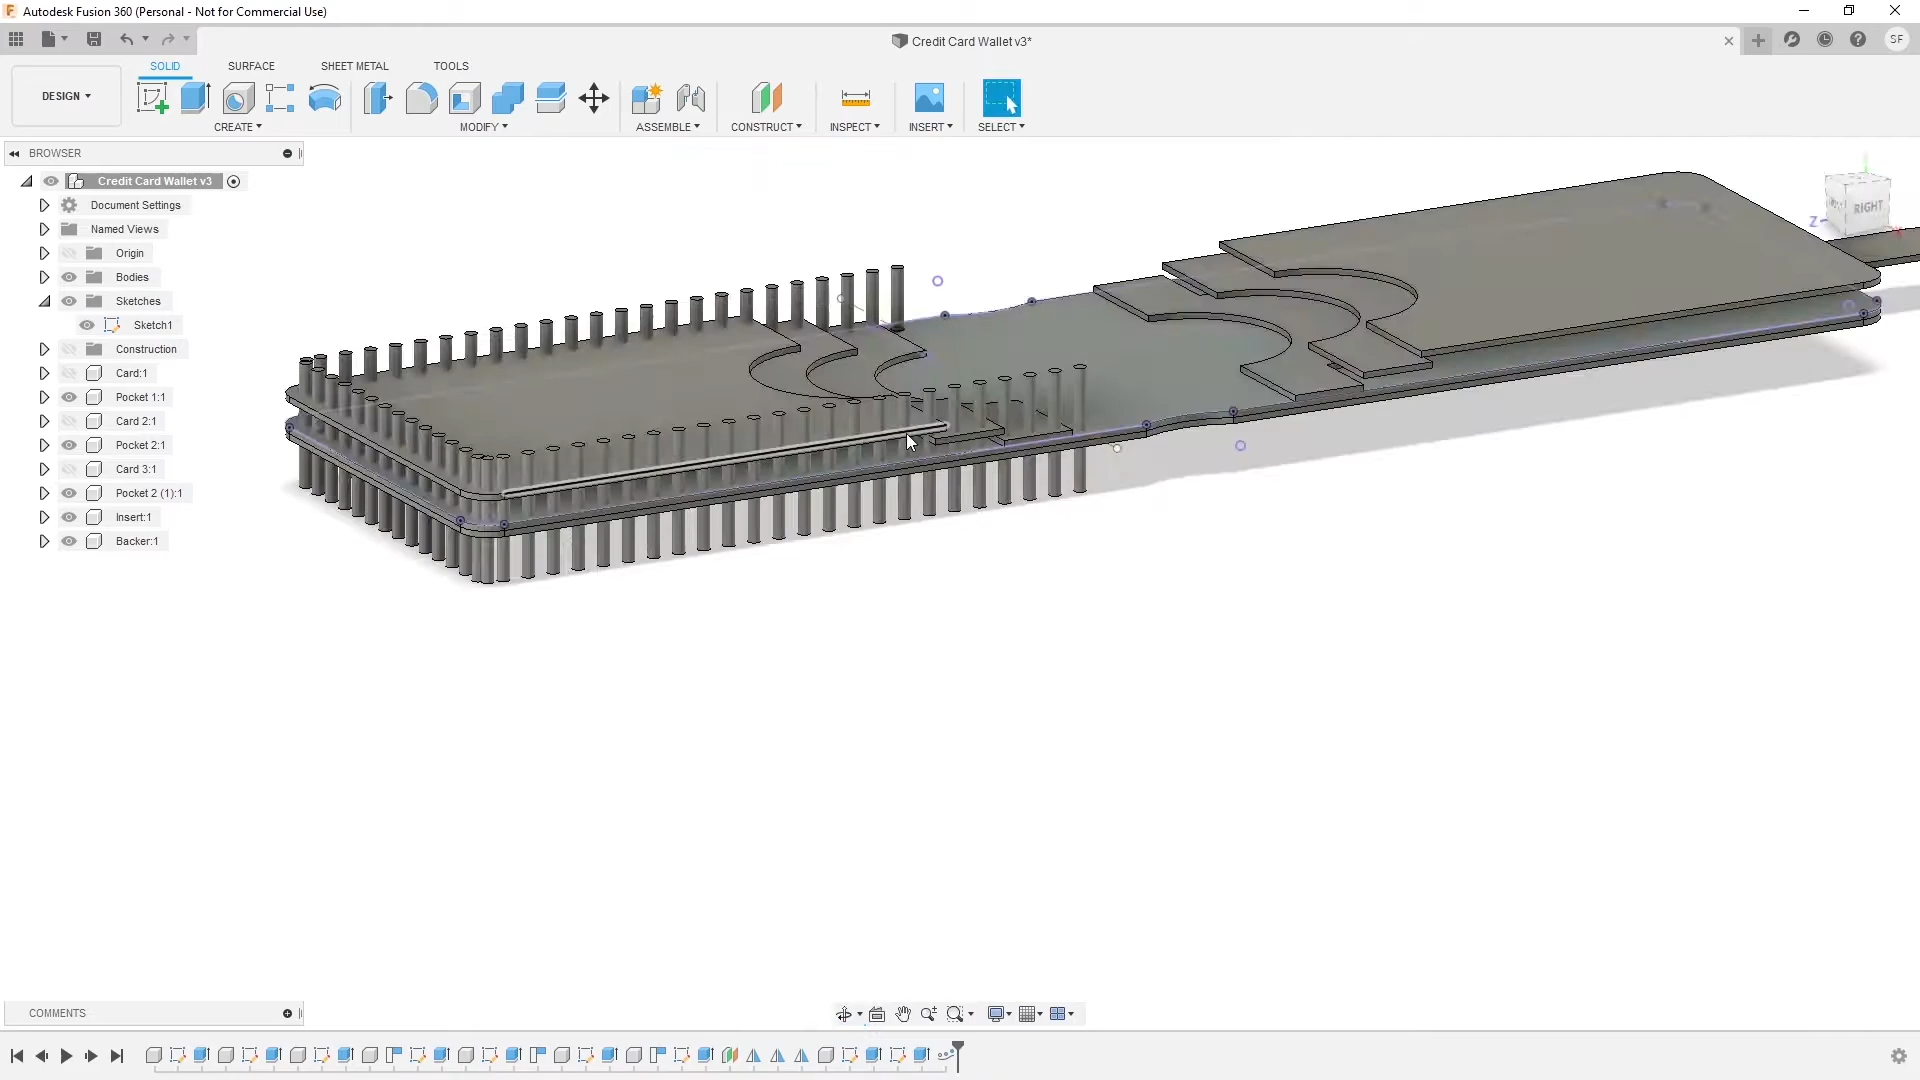 Autodesk Fusion 360 (Personal - Not for Commercial Use)
Credit Card Wallet v3*
SF
DESIGN
SOLID
SURFACE
SHEET METAL
TOOLS
CREATE
MODIFY
ASSEMBLE
CONSTRUCT
INSPECT
INSERT
SELECT
BROWSER
Credit Card Wallet v3
Document Settings
Named Views
Origin
Bodies
Sketches
Sketch1
Construction
Card:1
Pocket 1:1
Card 2:1
Pocket 2:1
Card 3:1
Pocket 2 (1):1
Insert:1
Backer:1
RIGHT
Z
COMMENTS